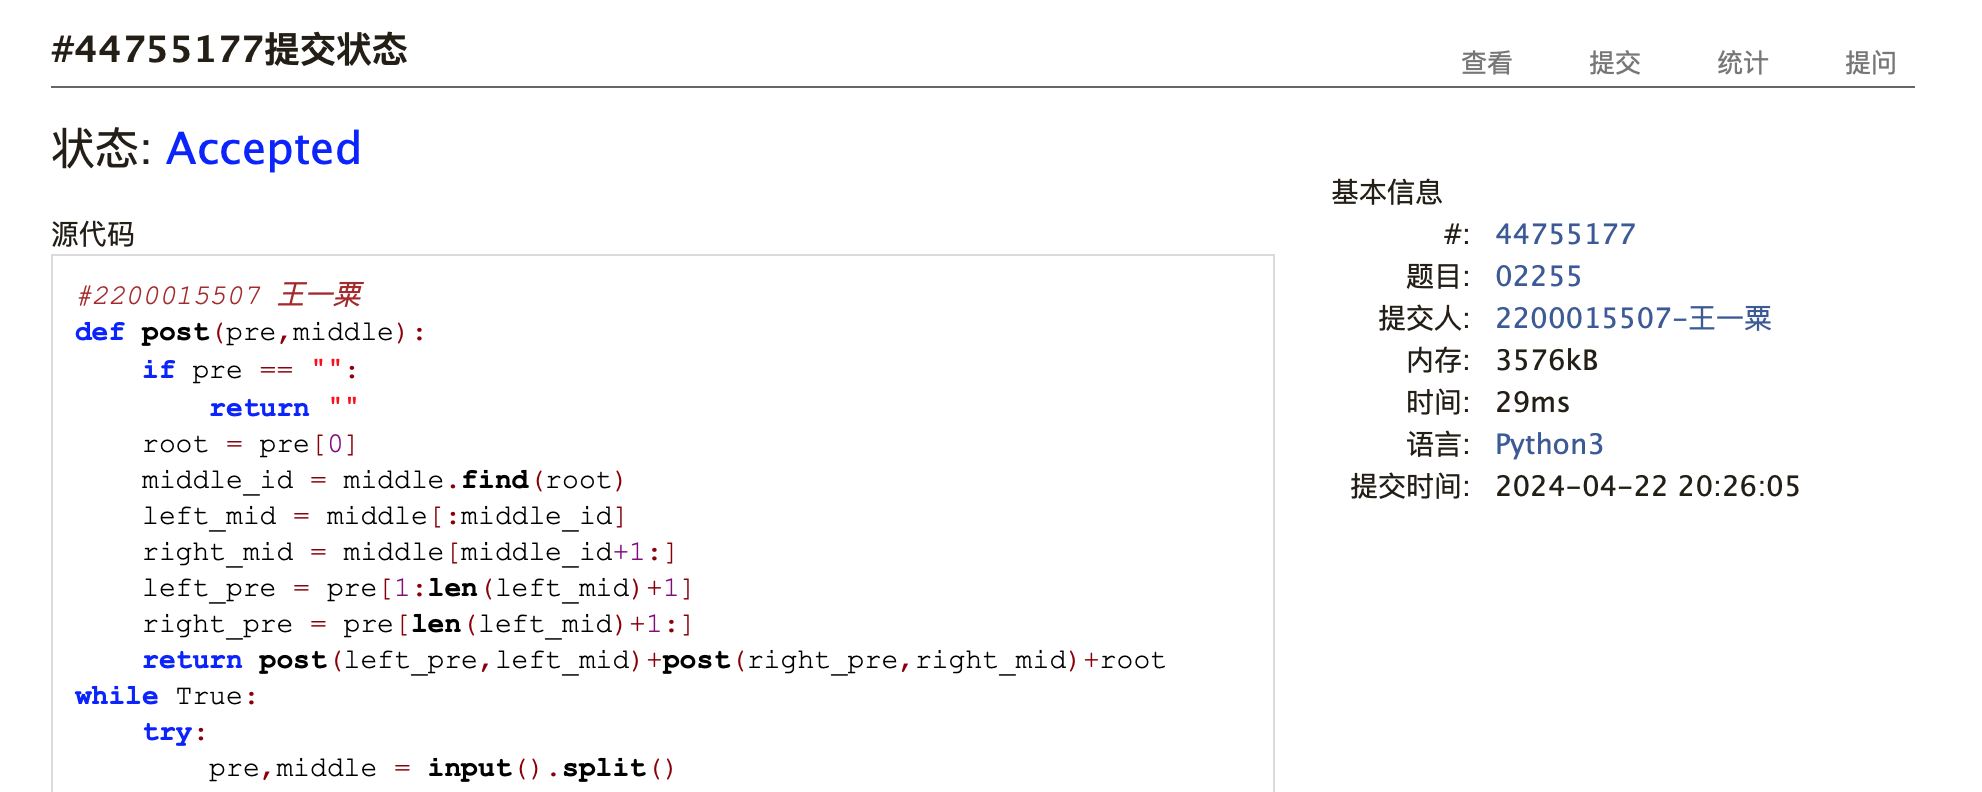 #44755177提交状态
查看 提交 统计 提问
状态: Accepted
源代码
#2200015507 王一粟
def post(pre,middle):
    if pre == "":
        return ""
    root = pre[0]
    middle_id = middle.find(root)
    left_mid = middle[:middle_id]
    right_mid = middle[middle_id+1:]
    left_pre = pre[1:len(left_mid)+1]
    right_pre = pre[len(left_mid)+1:]
    return post(left_pre,left_mid)+post(right_pre,right_mid)+root
while True:
    try:
        pre,middle = input().split()
基本信息
#: 44755177
题目: 02255
提交人: 2200015507-王一粟
内存: 3576kB
时间: 29ms
语言: Python3
提交时间: 2024-04-22 20:26:05